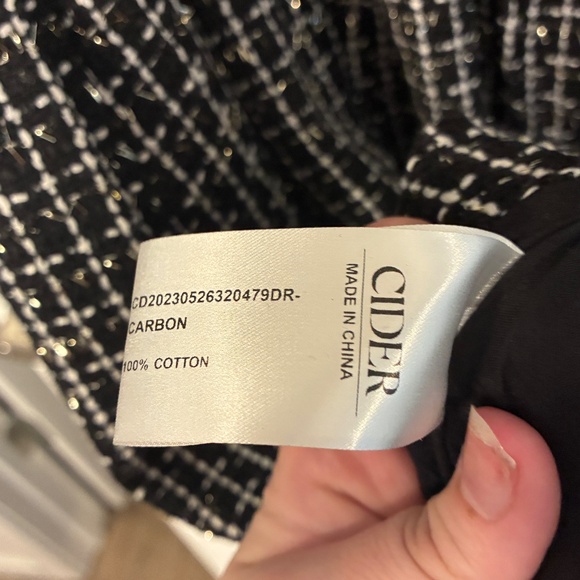 CD20230526320479DR-
CARBON
100% COTTON
CIDER
MADE IN CHINA